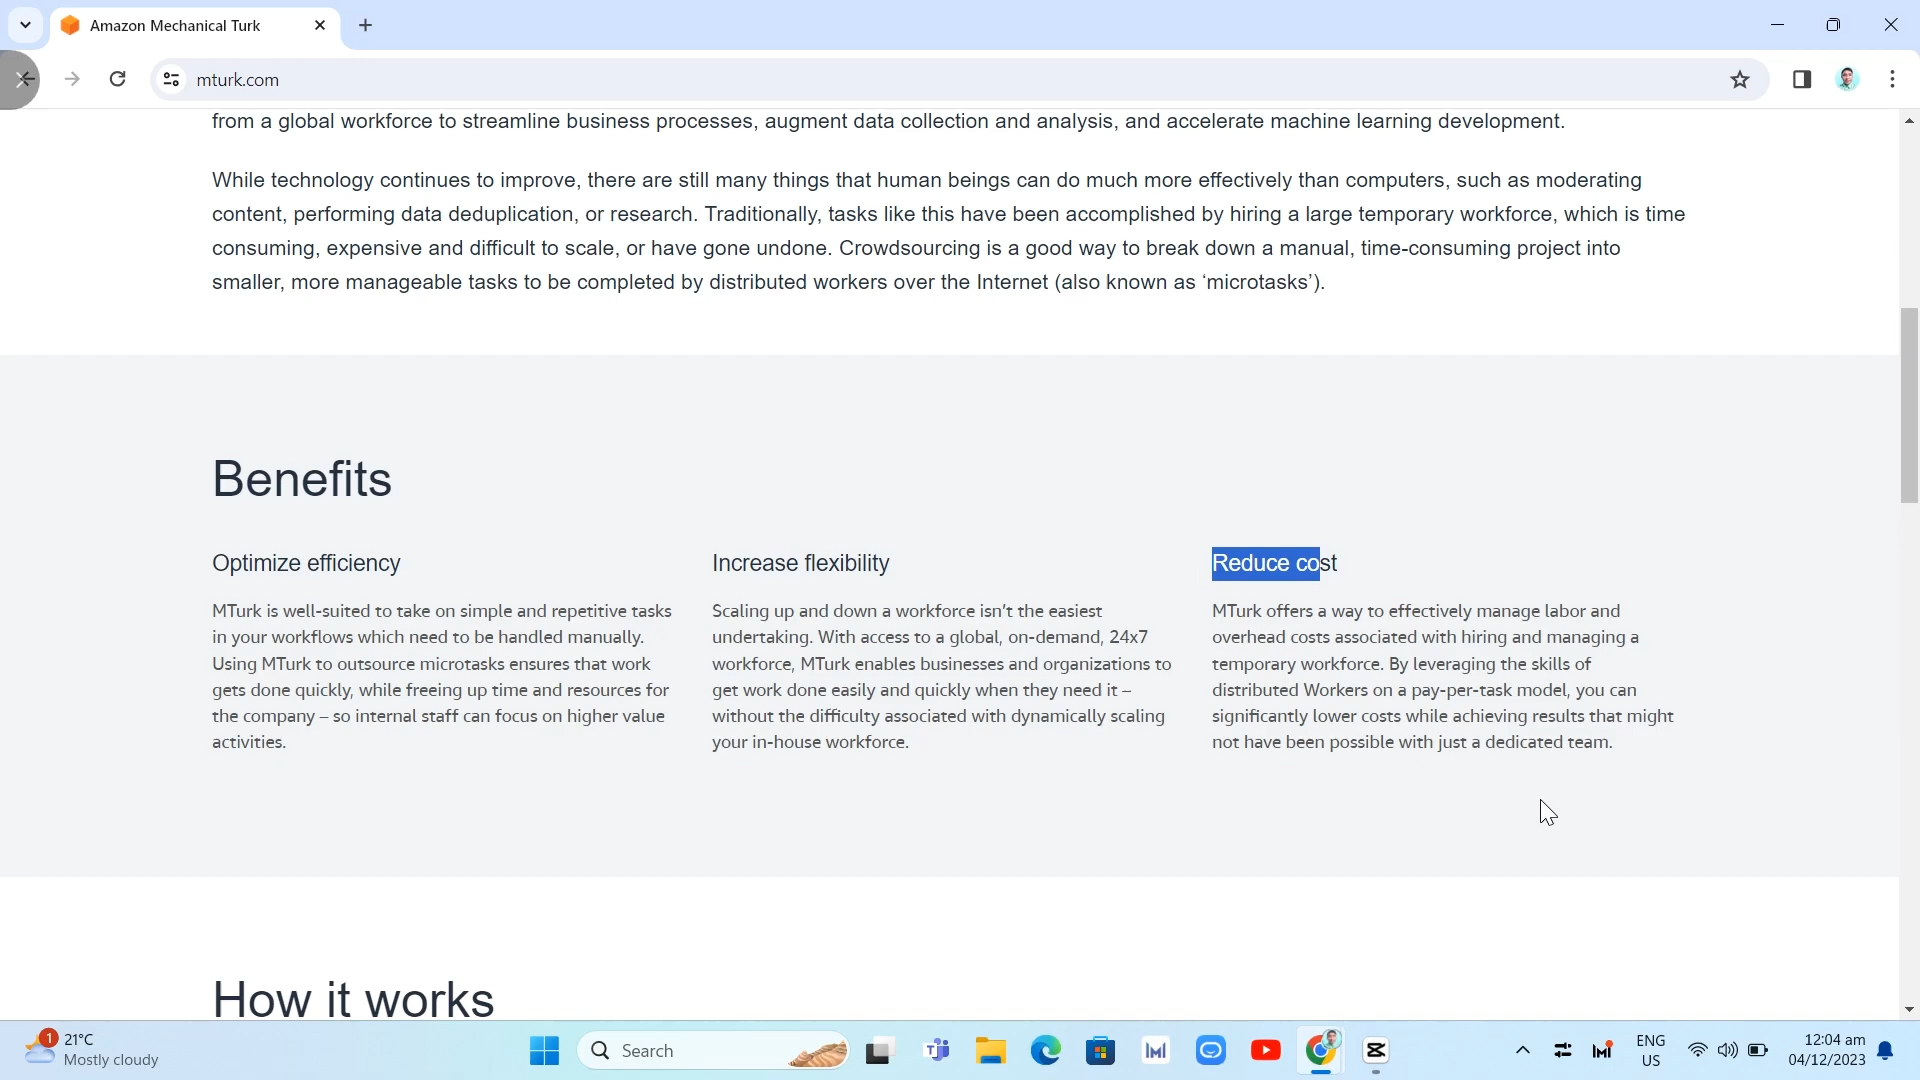 Amazon Mechanical Turk
mturk.com
from a global workforce to streamline business processes, augment data collection and analysis, and accelerate machine learning development.
While technology continues to improve, there are still many things that human beings can do much more effectively than computers, such as moderating
content, performing data deduplication, or research. Traditionally, tasks like this have been accomplished by hiring a large temporary workforce, which is time
consuming, expensive and difficult to scale, or have gone undone. Crowdsourcing is a good way to break down a manual, time-consuming project into
smaller, more manageable tasks to be completed by distributed workers over the Internet (also known as ‘microtasks’).
Benefits
Optimize efficiency
MTurk is well-suited to take on simple and repetitive tasks
in your workflows which need to be handled manually.
Using MTurk to outsource microtasks ensures that work
gets done quickly, while freeing up time and resources for
the company – so internal staff can focus on higher value
activities.
Increase flexibility
Scaling up and down a workforce isn’t the easiest
undertaking. With access to a global, on-demand, 24x7
workforce, MTurk enables businesses and organizations to
get work done easily and quickly when they need it –
without the difficulty associated with dynamically scaling
your in-house workforce.
Reduce cost
MTurk offers a way to effectively manage labor and
overhead costs associated with hiring and managing a
temporary workforce. By leveraging the skills of
distributed Workers on a pay-per-task model, you can
significantly lower costs while achieving results that might
not have been possible with just a dedicated team.
How it works
1
21°C
Mostly cloudy
Search
ENG
US
12:04 am
04/12/2023